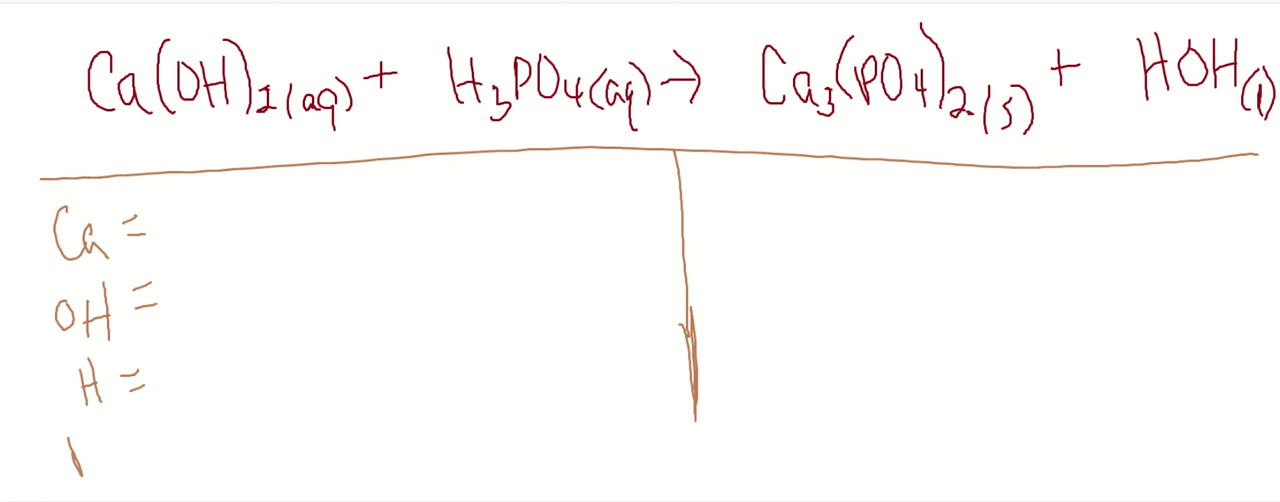 Ca(OH)₂(aq) + H₃PO₄(aq) → Ca₃(PO₄)₂(s) + HOH(l)
Ca =
OH =
H =